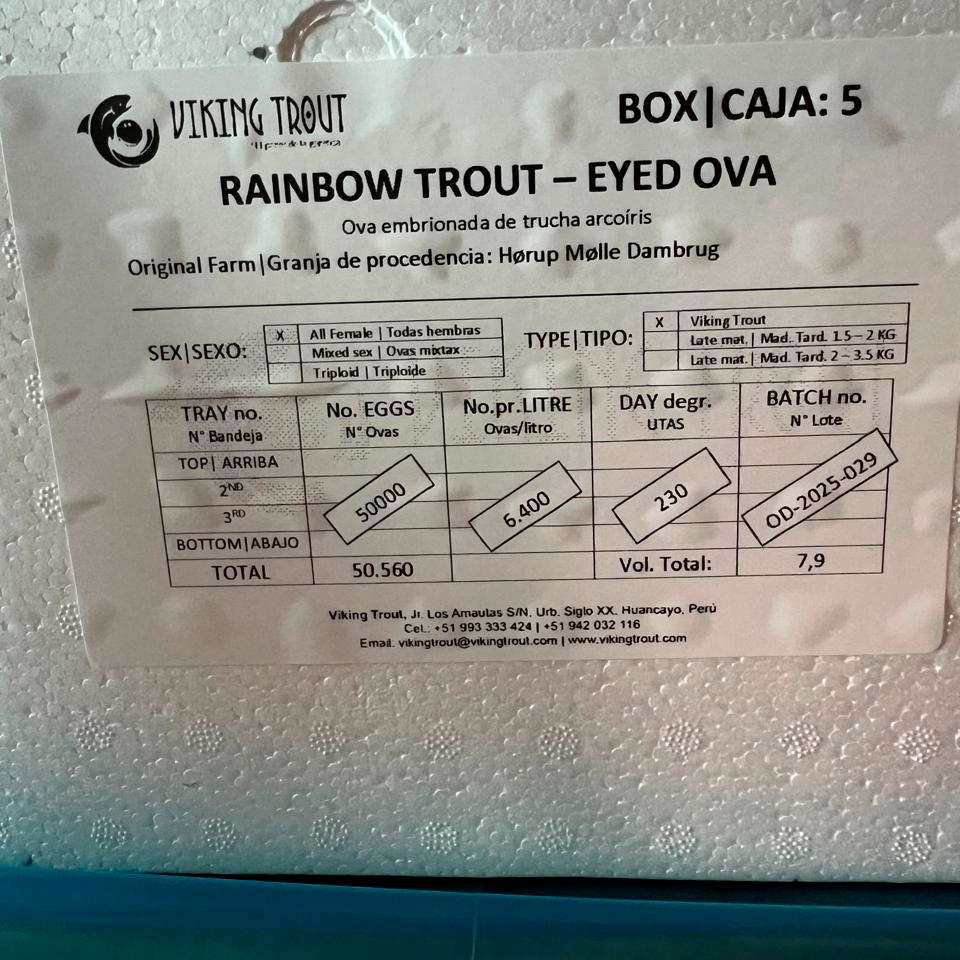 VIKING TROUT
BOX|CAJA: 5
RAINBOW TROUT – EYED OVA
Ova embrionada de trucha arcoíris
Original Farm|Granja de procedencia: Hørup Mølle Dambrug
SEX|SEXO:
X All Female | Todas hembras
Mixed sex | Ovas mixtax
Triploid | Triploide
TYPE|TIPO:
X Viking Trout
Late mat. | Mad. Tard. 1.5 – 2 KG
Late mat. | Mad. Tard. 2 – 3.5 KG
TRAY no. No. EGGS No.pr.LITRE DAY degr. BATCH no.
N° Bandeja N° Ovas Ovas/litro UTAS N° Lote
TOP| ARRIBA
2ND
3RD
BOTTOM|ABAJO
50000 6.400 230 OD-2025-029
TOTAL 50.560 Vol. Total: 7,9
Viking Trout, Jr. Los Amautas S/N, Urb. Siglo XX. Huancayo, Perú
Cel.: +51 993 333 424 | +51 942 032 116
Email. vikingtrout@vikingtrout.com | www.vikingtrout.com